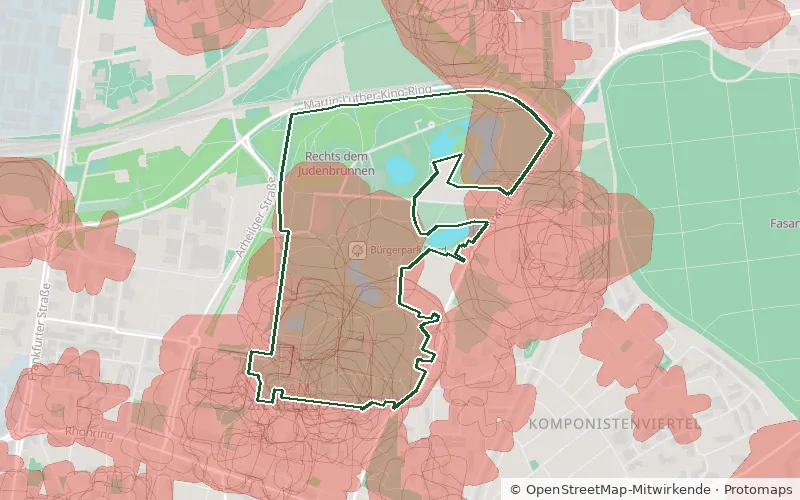 Martin-Luther-King-Ring
Rechts dem
Judenbrunnen
Arheilger Straße
Fasan
Bürgerpark
Frankfurter Straße
KOMPONISTENVIERTEL
Rhönring
© OpenStreetMap-Mitwirkende © Protomaps